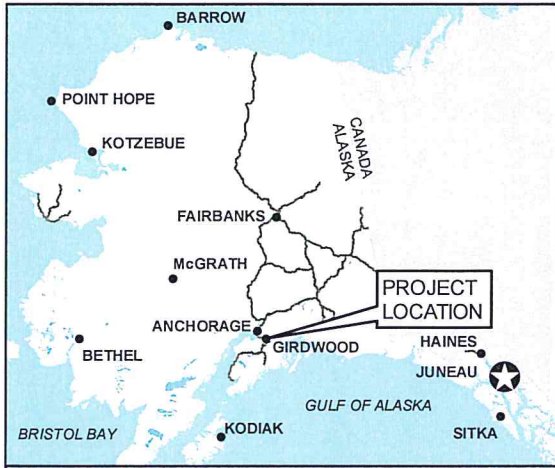 BARROW
POINT HOPE
KOTZEBUE
CANADA
ALASKA
FAIRBANKS
McGRATH
PROJECT
LOCATION
ANCHORAGE
GIRDWOOD
HAINES
BETHEL
JUNEAU
GULF OF ALASKA
KODIAK
SITKA
BRISTOL BAY